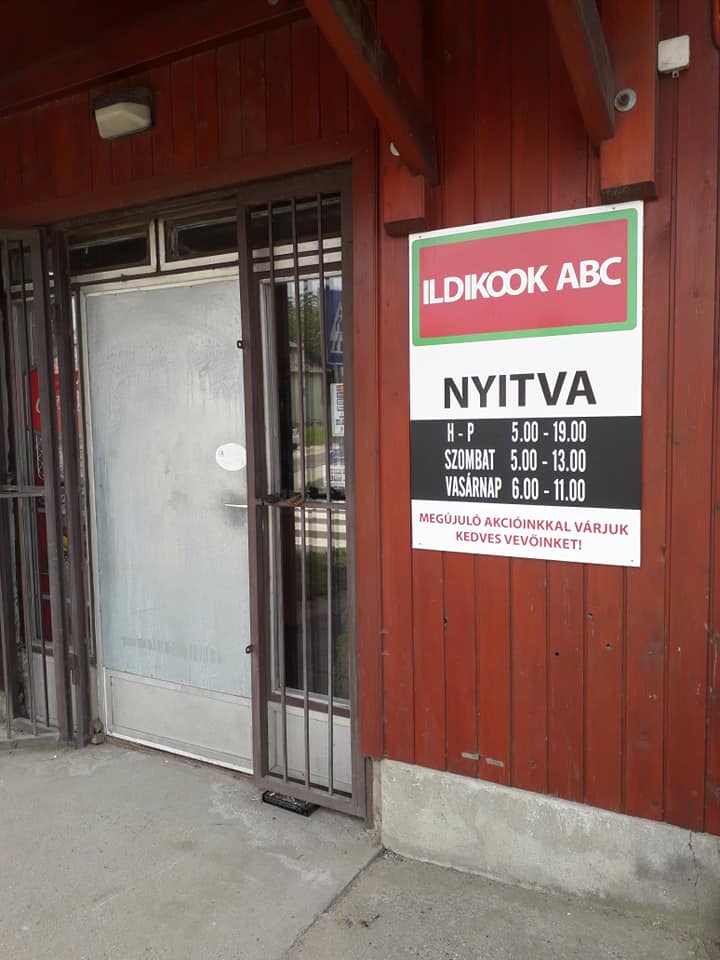 ILDIKOOK ABC
NYITVA
H - P 5.00 - 19.00
SZOMBAT 5.00 - 13.00
VASÁRNAP 6.00 - 11.00
MEGÚJULÓ AKCIÓINKKAL VÁRJUK
KEDVES VEVŐINKET!